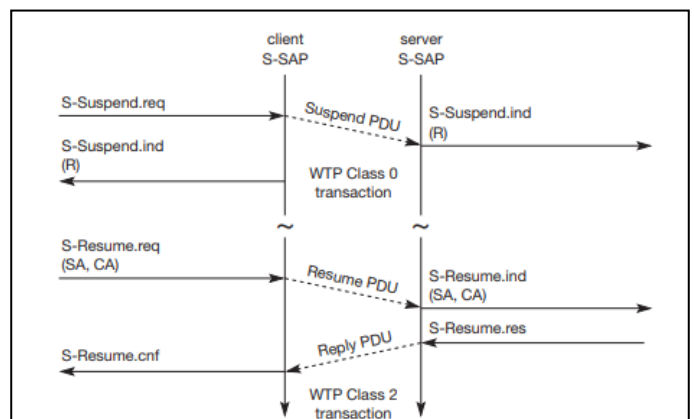 client
S-SAP
server
S-SAP
S-Suspend.req
Suspend PDU
S-Suspend.ind
(R)
S-Suspend.ind
(R)
WTP Class 0
transaction
~
~
S-Resume.req
(SA, CA)
Resume PDU
S-Resume.ind
(SA, CA)
S-Resume.res
Reply PDU
S-Resume.cnf
WTP Class 2
transaction